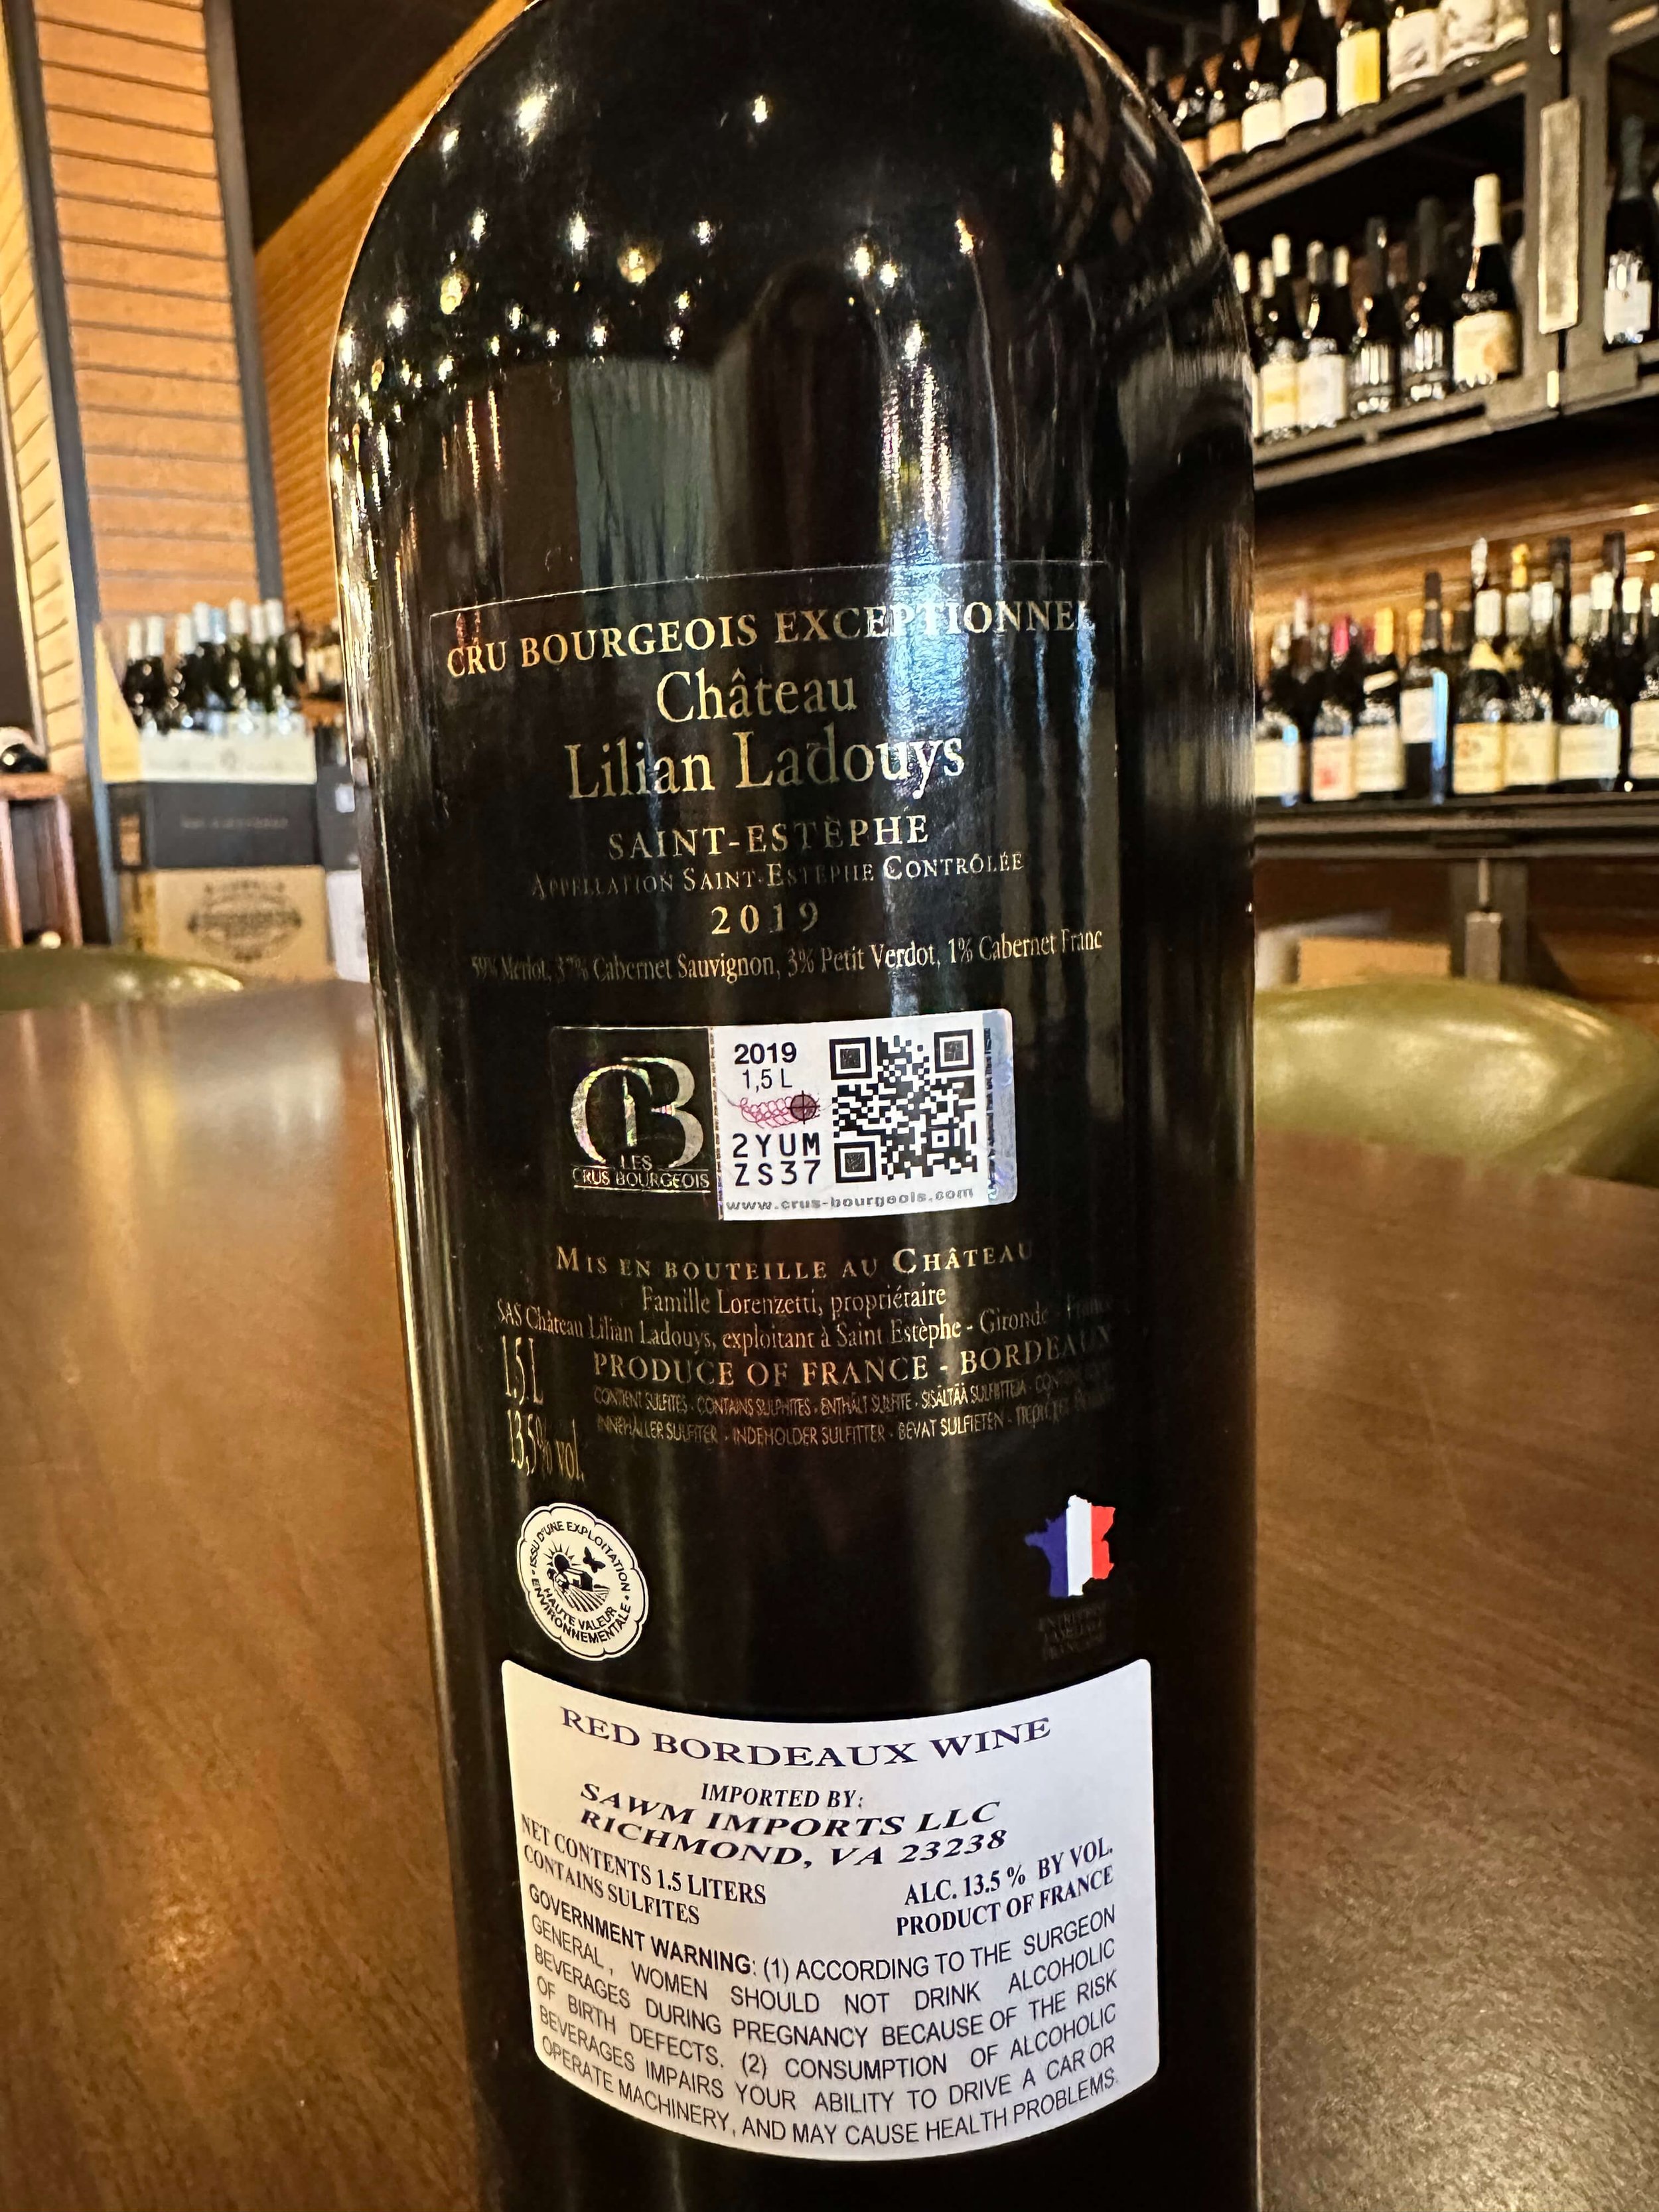 CRU BOURGEOIS EXCEPTIONNEL
Château
Lilian Ladouys
SAINT-ESTÈPHE
APPELLATION SAINT-ESTÈPHE CONTRÔLÉE
2019
59% Merlot, 37% Cabernet Sauvignon, 3% Petit Verdot, 1% Cabernet Franc
CB
LES
CRUS BOURGEOIS
2019
1,5 L
2YUM
ZS37
www.crus-bourgeois.com
MIS EN BOUTEILLE AU CHÂTEAU
Famille Lorenzetti, propriétaire
SAS Château Lilian Ladouys, exploitant à Saint Estèphe - Gironde - France
1,5 L
PRODUCE OF FRANCE - BORDEAUX
CONTIENT SULFITES - CONTAINS SULPHITES - ENTHÄLT SULFITE - SISÄLTÄÄ SULFIITTEJA
13,5% vol.
INNEHÅLLER SULFITER - INDEHOLDER SULFITTER - BEVAT SULFIETEN
ISSU D'UNE EXPLOITATION
HAUTE VALEUR
ENVIRONNEMENTALE
RED BORDEAUX WINE
IMPORTED BY:
SAWM IMPORTS LLC
RICHMOND, VA 23238
NET CONTENTS 1.5 LITERS
CONTAINS SULFITES
ALC. 13.5 % BY VOL.
PRODUCT OF FRANCE
GOVERNMENT WARNING: (1) ACCORDING TO THE SURGEON
GENERAL, WOMEN SHOULD NOT DRINK ALCOHOLIC
BEVERAGES DURING PREGNANCY BECAUSE OF THE RISK
OF BIRTH DEFECTS. (2) CONSUMPTION OF ALCOHOLIC
BEVERAGES IMPAIRS YOUR ABILITY TO DRIVE A CAR OR
OPERATE MACHINERY, AND MAY CAUSE HEALTH PROBLEMS.